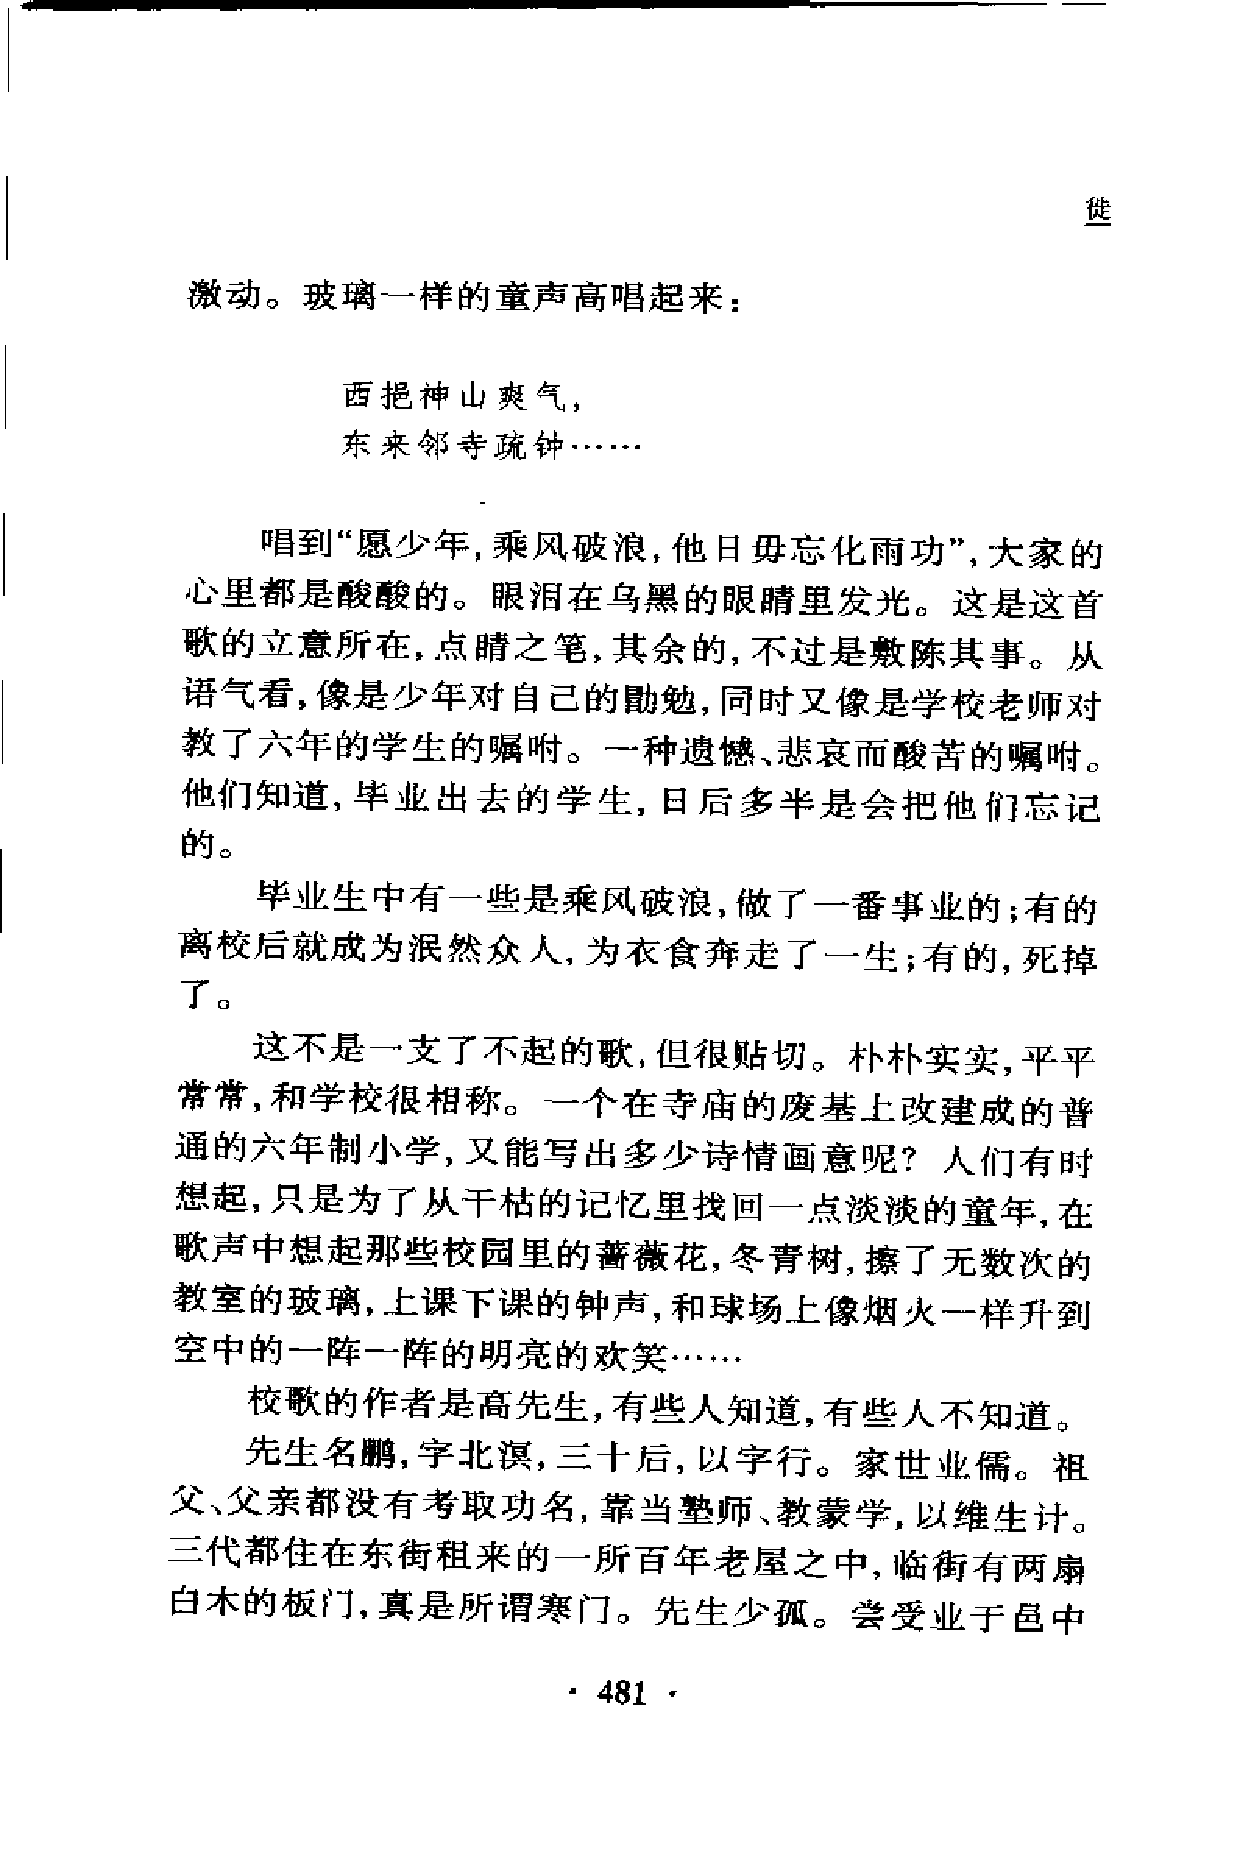 徙
激动。玻璃一样的童声高唱起来：
西挹神山爽气，
东来邻寺疏钟……
唱到“愿少年，乘风破浪，他日毋忘化雨功”，大家的
心里都是酸酸的。眼泪在乌黑的眼睛里发光。这是这首
歌的立意所在，点睛之笔，其余的，不过是敷陈其事。从
语气看，像是少年对自己的勖勉，同时又像是学校老师对
教了六年的学生的嘱咐。一种遗憾、悲哀而酸苦的嘱咐。
他们知道，毕业出去的学生，日后多半是会把他们忘记
的。
毕业生中有一些是乘风破浪，做了一番事业的；有的
离校后就成为泯然众人，为衣食奔走了一生；有的，死掉
了。
这不是一支了不起的歌，但很贴切。朴朴实实，平平
常常，和学校很相称。一个在寺庙的废基上改建成的普
通的六年制小学，又能写出多少诗情画意呢？人们有时
想起，只是为了从干枯的记忆里找回一点淡淡的童年，在
歌声中想起那些校园里的蔷薇花，冬青树，擦了无数次的
教室的玻璃，上课下课的钟声，和球场上像烟火一样升到
空中的一阵一阵的明亮的欢笑……
校歌的作者是高先生，有些人知道，有些人不知道。
先生名鹏，字北溟，三十后，以字行。家世业儒。祖
父、父亲都没有考取功名，靠当塾师、教蒙学，以维生计。
三代都住在东街租来的一所百年老屋之中，临街有两扇
白木的板门，真是所谓寒门。先生少孤。尝受业于邑中
· 481 ·